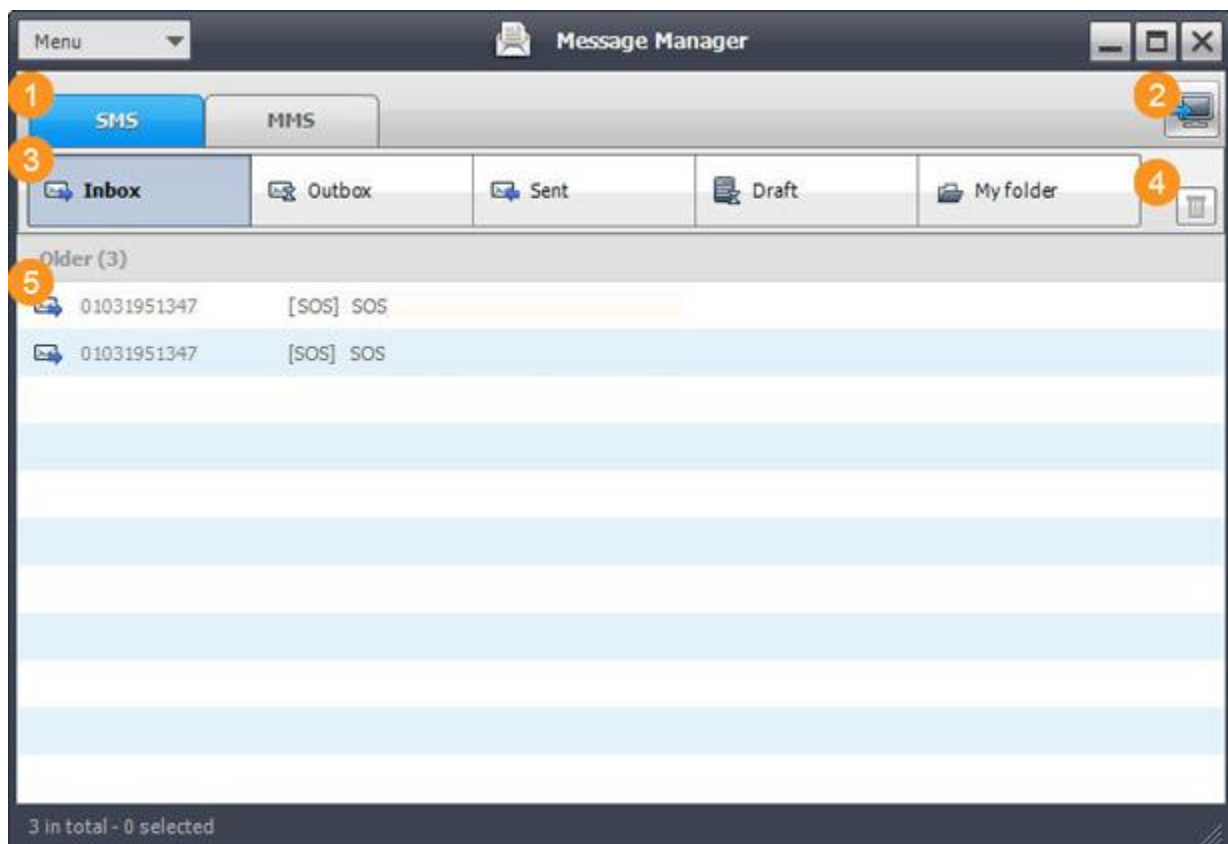 Menu Message Manager
1 SMS MMS 2
3 Inbox Outbox Sent Draft My folder 4
Older (3)
5 01031951347 [SOS] SOS
01031951347 [SOS] SOS
3 in total - 0 selected